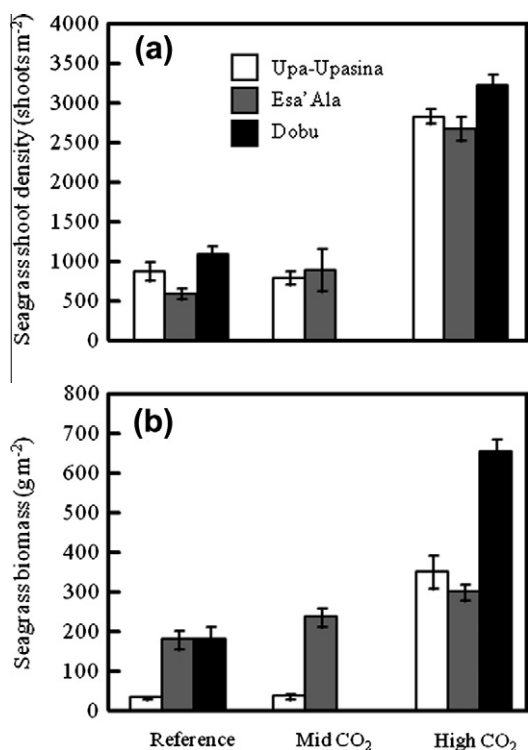 Seagrass shoot density (shoots m-2)
4000
3500
3000
2500
2000
1500
1000
500
0
(a)
Upa-Upasina
Esa'Ala
Dobu
Seagrass biomass (g m-2)
800
700
600
500
400
300
200
100
0
(b)
Reference
Mid CO2
High CO2